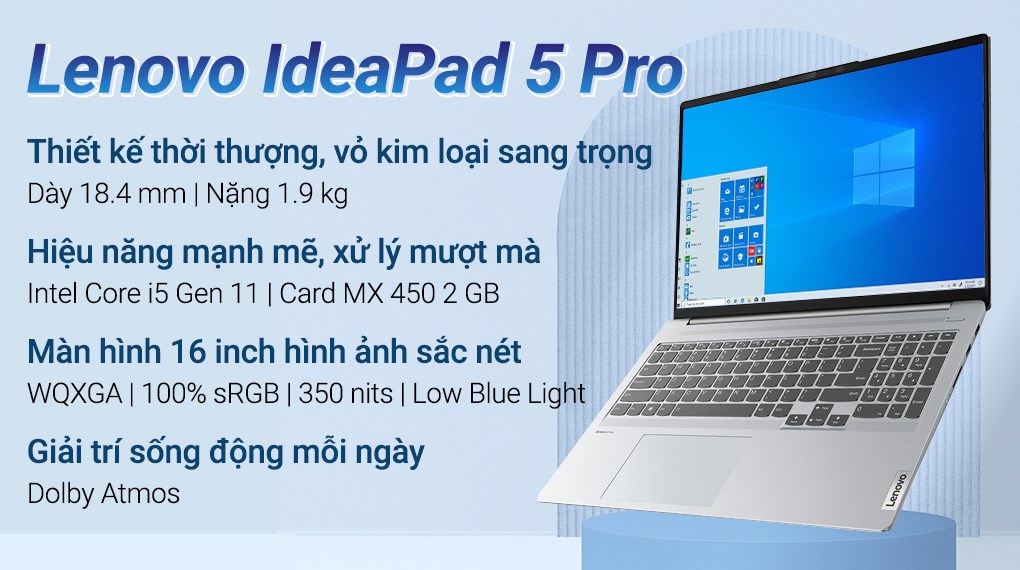 Lenovo IdeaPad 5 Pro
Thiết kế thời thượng, vỏ kim loại sang trọng
Dày 18.4 mm | Nặng 1.9 kg
Hiệu năng mạnh mẽ, xử lý mượt mà
Intel Core i5 Gen 11 | Card MX 450 2 GB
Màn hình 16 inch hình ảnh sắc nét
WQXGA | 100% sRGB | 350 nits | Low Blue Light
Giải trí sống động mỗi ngày
Dolby Atmos
Lenovo